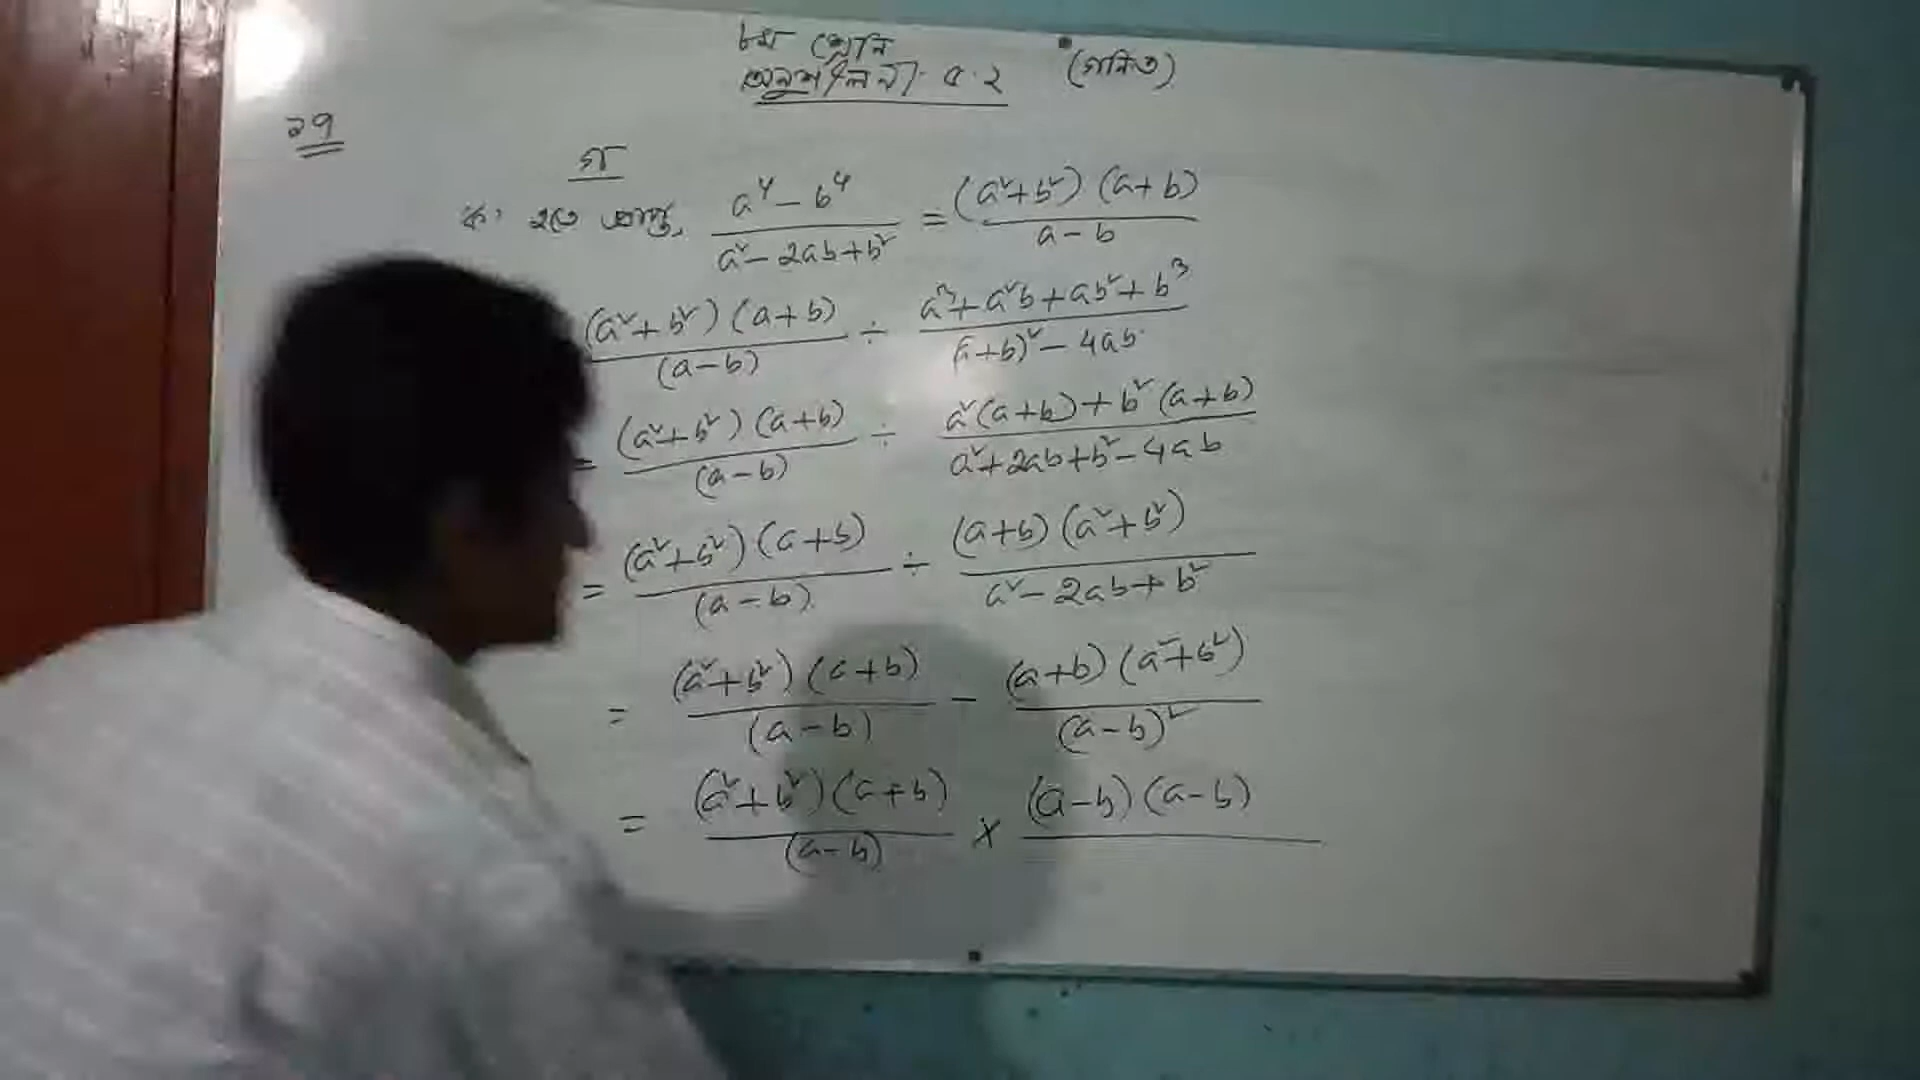 ৮ম শ্রেনি
অনুশীলনী ৫.২ (গনিত)
২৭
গ
ক. হতে প্রাপ্ত, a⁴ - b⁴ / a² - 2ab + b² = (a² + b²) (a + b) / a - b
(a² + b²) (a + b) / (a - b) ÷ a³ + a²b + ab² + b³ / (a + b)² - 4ab
= (a² + b²) (a + b) / (a - b) ÷ a² (a + b) + b² (a + b) / a² + 2ab + b² - 4ab
= (a² + b²) (a + b) / (a - b) ÷ (a + b) (a² + b²) / a² - 2ab + b²
= (a² + b²) (a + b) / (a - b) - (a + b) (a² + b²) / (a - b)²
= (a² + b²) (a + b) / (a - b) × (a - b) (a - b) /